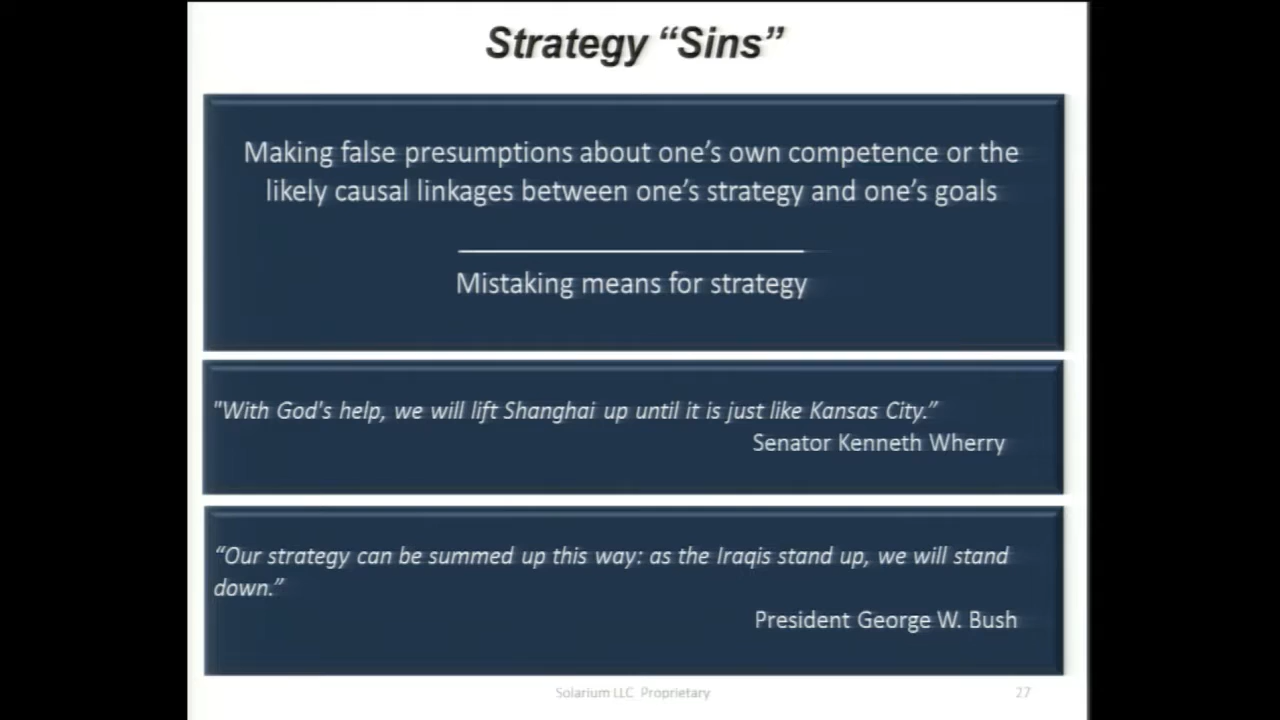 Strategy “Sins”
Making false presumptions about one’s own competence or the
likely causal linkages between one’s strategy and one’s goals
Mistaking means for strategy
"With God's help, we will lift Shanghai up until it is just like Kansas City.”
Senator Kenneth Wherry
“Our strategy can be summed up this way: as the Iraqis stand up, we will stand
down.”
President George W. Bush
Solarium LLC Proprietary
27